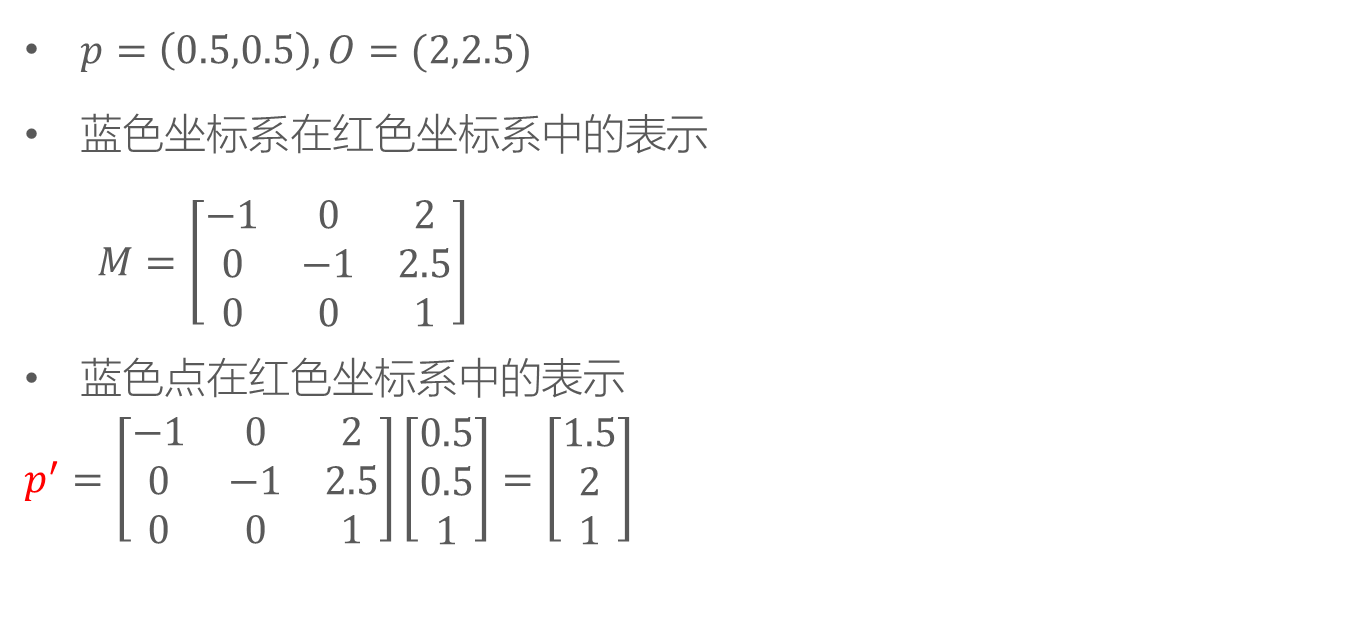 • p = (0.5,0.5), O = (2,2.5)
• 蓝色坐标系在红色坐标系中的表示
M = [−1 0 2
0 −1 2.5
0 0 1]
• 蓝色点在红色坐标系中的表示
p′ = [−1 0 2; 0 −1 2.5; 0 0 1] [0.5; 0.5; 1] = [1.5; 2; 1]